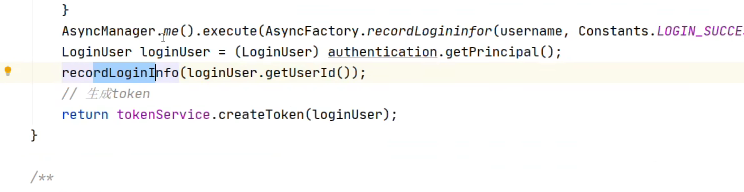 }
AsyncManager.me().execute(AsyncFactory.recordLogininfor(username, Constants.LOGIN_SUCCES
LoginUser loginUser = (LoginUser) authentication.getPrincipal();
recordLoginInfo(loginUser.getUserId());
// 生成token
return tokenService.createToken(loginUser);
}
/**